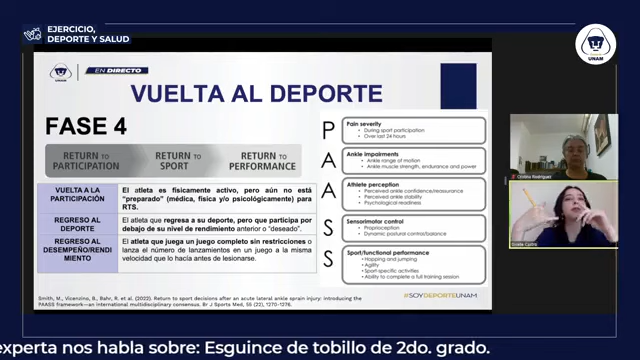 EJERCICIO,
DEPORTE Y SALUD
UNAM
EN DIRECTO
UNAM
VUELTA AL DEPORTE
FASE 4
RETURN TO PARTICIPATION
RETURN TO SPORT
RETURN TO PERFORMANCE
VUELTA A LA PARTICIPACIÓN
El atleta es físicamente activo, pero aún no está "preparado" (médica, física y/o psicológicamente) para RTS.
REGRESO AL DEPORTE
El atleta que regresa a su deporte, pero que participa por debajo de su nivel de rendimiento anterior o "deseado".
REGRESO AL DESEMPEÑO/RENDIMIENTO
El atleta que juega un juego completo sin restricciones o lanza el número de lanzamientos en un juego a la misma velocidad que lo hacía antes de lesionarse.
P
Pain severity
• During sport participation
• Over last 24 hours
A
Ankle impairments
• Ankle range of motion
• Ankle muscle strength, endurance and power
A
Athlete perception
• Perceived ankle confidence/reassurance
• Perceived ankle stability
• Psychological readiness
S
Sensorimotor control
• Proprioception
• Dynamic postural control/balance
S
Sport/functional performance
• Hopping and jumping
• Agility
• Sport specific activities
• Ability to complete a full training session
Smith, M., Vicenzino, B., Bahr, R. et al. (2022). Return to sport decisions after an acute lateral ankle sprain injury: introducing the
PAASS framework—an international multidisciplinary consensus. Br J Sports Med, 55 (22), 1270-1276.
#SOYDEPORTEUNAM
Rodríguez
Castro
experta nos habla sobre: Esguince de tobillo de 2do. grado.